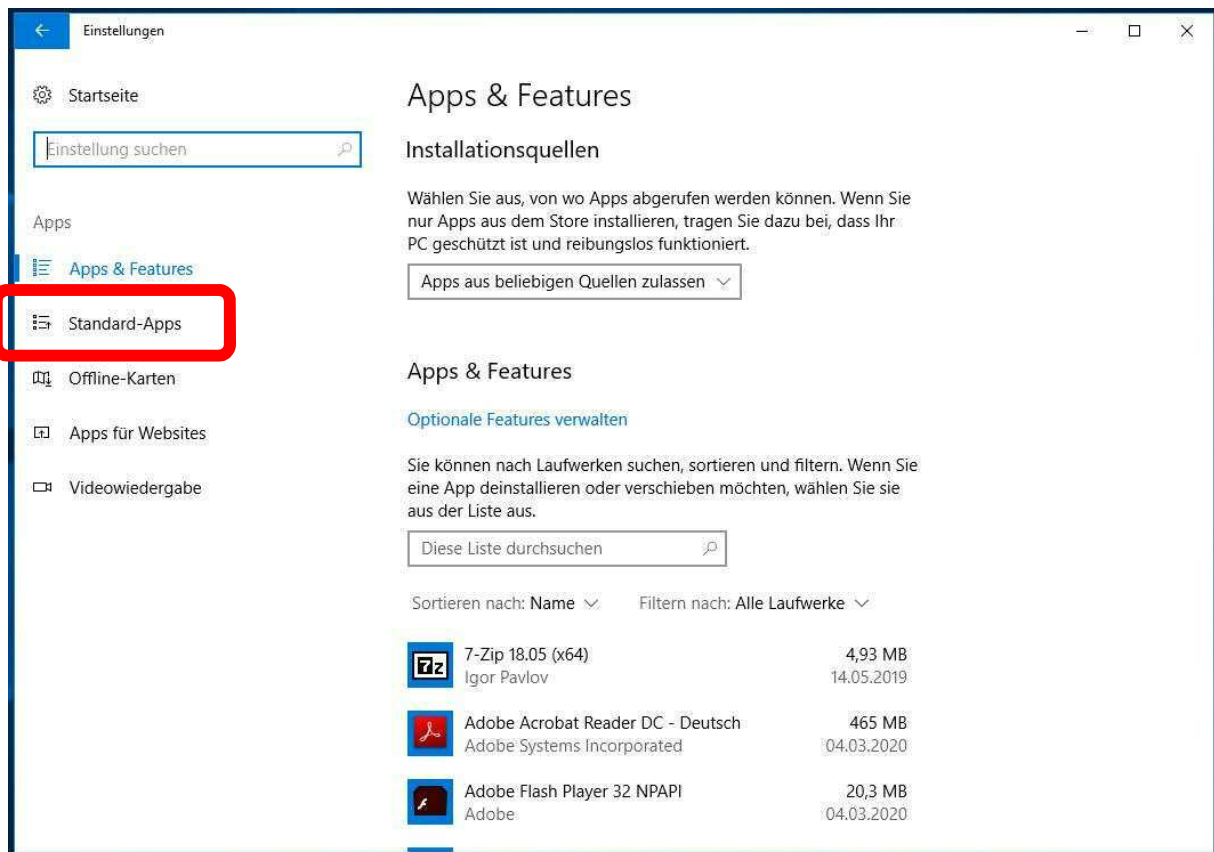 Einstellungen
Startseite
Einstellung suchen
Apps
Apps & Features
Standard-Apps
Offline-Karten
Apps für Websites
Videowiedergabe
Apps & Features
Installationsquellen
Wählen Sie aus, von wo Apps abgerufen werden können. Wenn Sie
nur Apps aus dem Store installieren, tragen Sie dazu bei, dass Ihr
PC geschützt ist und reibungslos funktioniert.
Apps aus beliebigen Quellen zulassen
Apps & Features
Optionale Features verwalten
Sie können nach Laufwerken suchen, sortieren und filtern. Wenn Sie
eine App deinstallieren oder verschieben möchten, wählen Sie sie
aus der Liste aus.
Diese Liste durchsuchen
Sortieren nach: Name Filtern nach: Alle Laufwerke
7z
7-Zip 18.05 (x64) 4,93 MB
Igor Pavlov 14.05.2019
Adobe Acrobat Reader DC - Deutsch 465 MB
Adobe Systems Incorporated 04.03.2020
Adobe Flash Player 32 NPAPI 20,3 MB
Adobe 04.03.2020